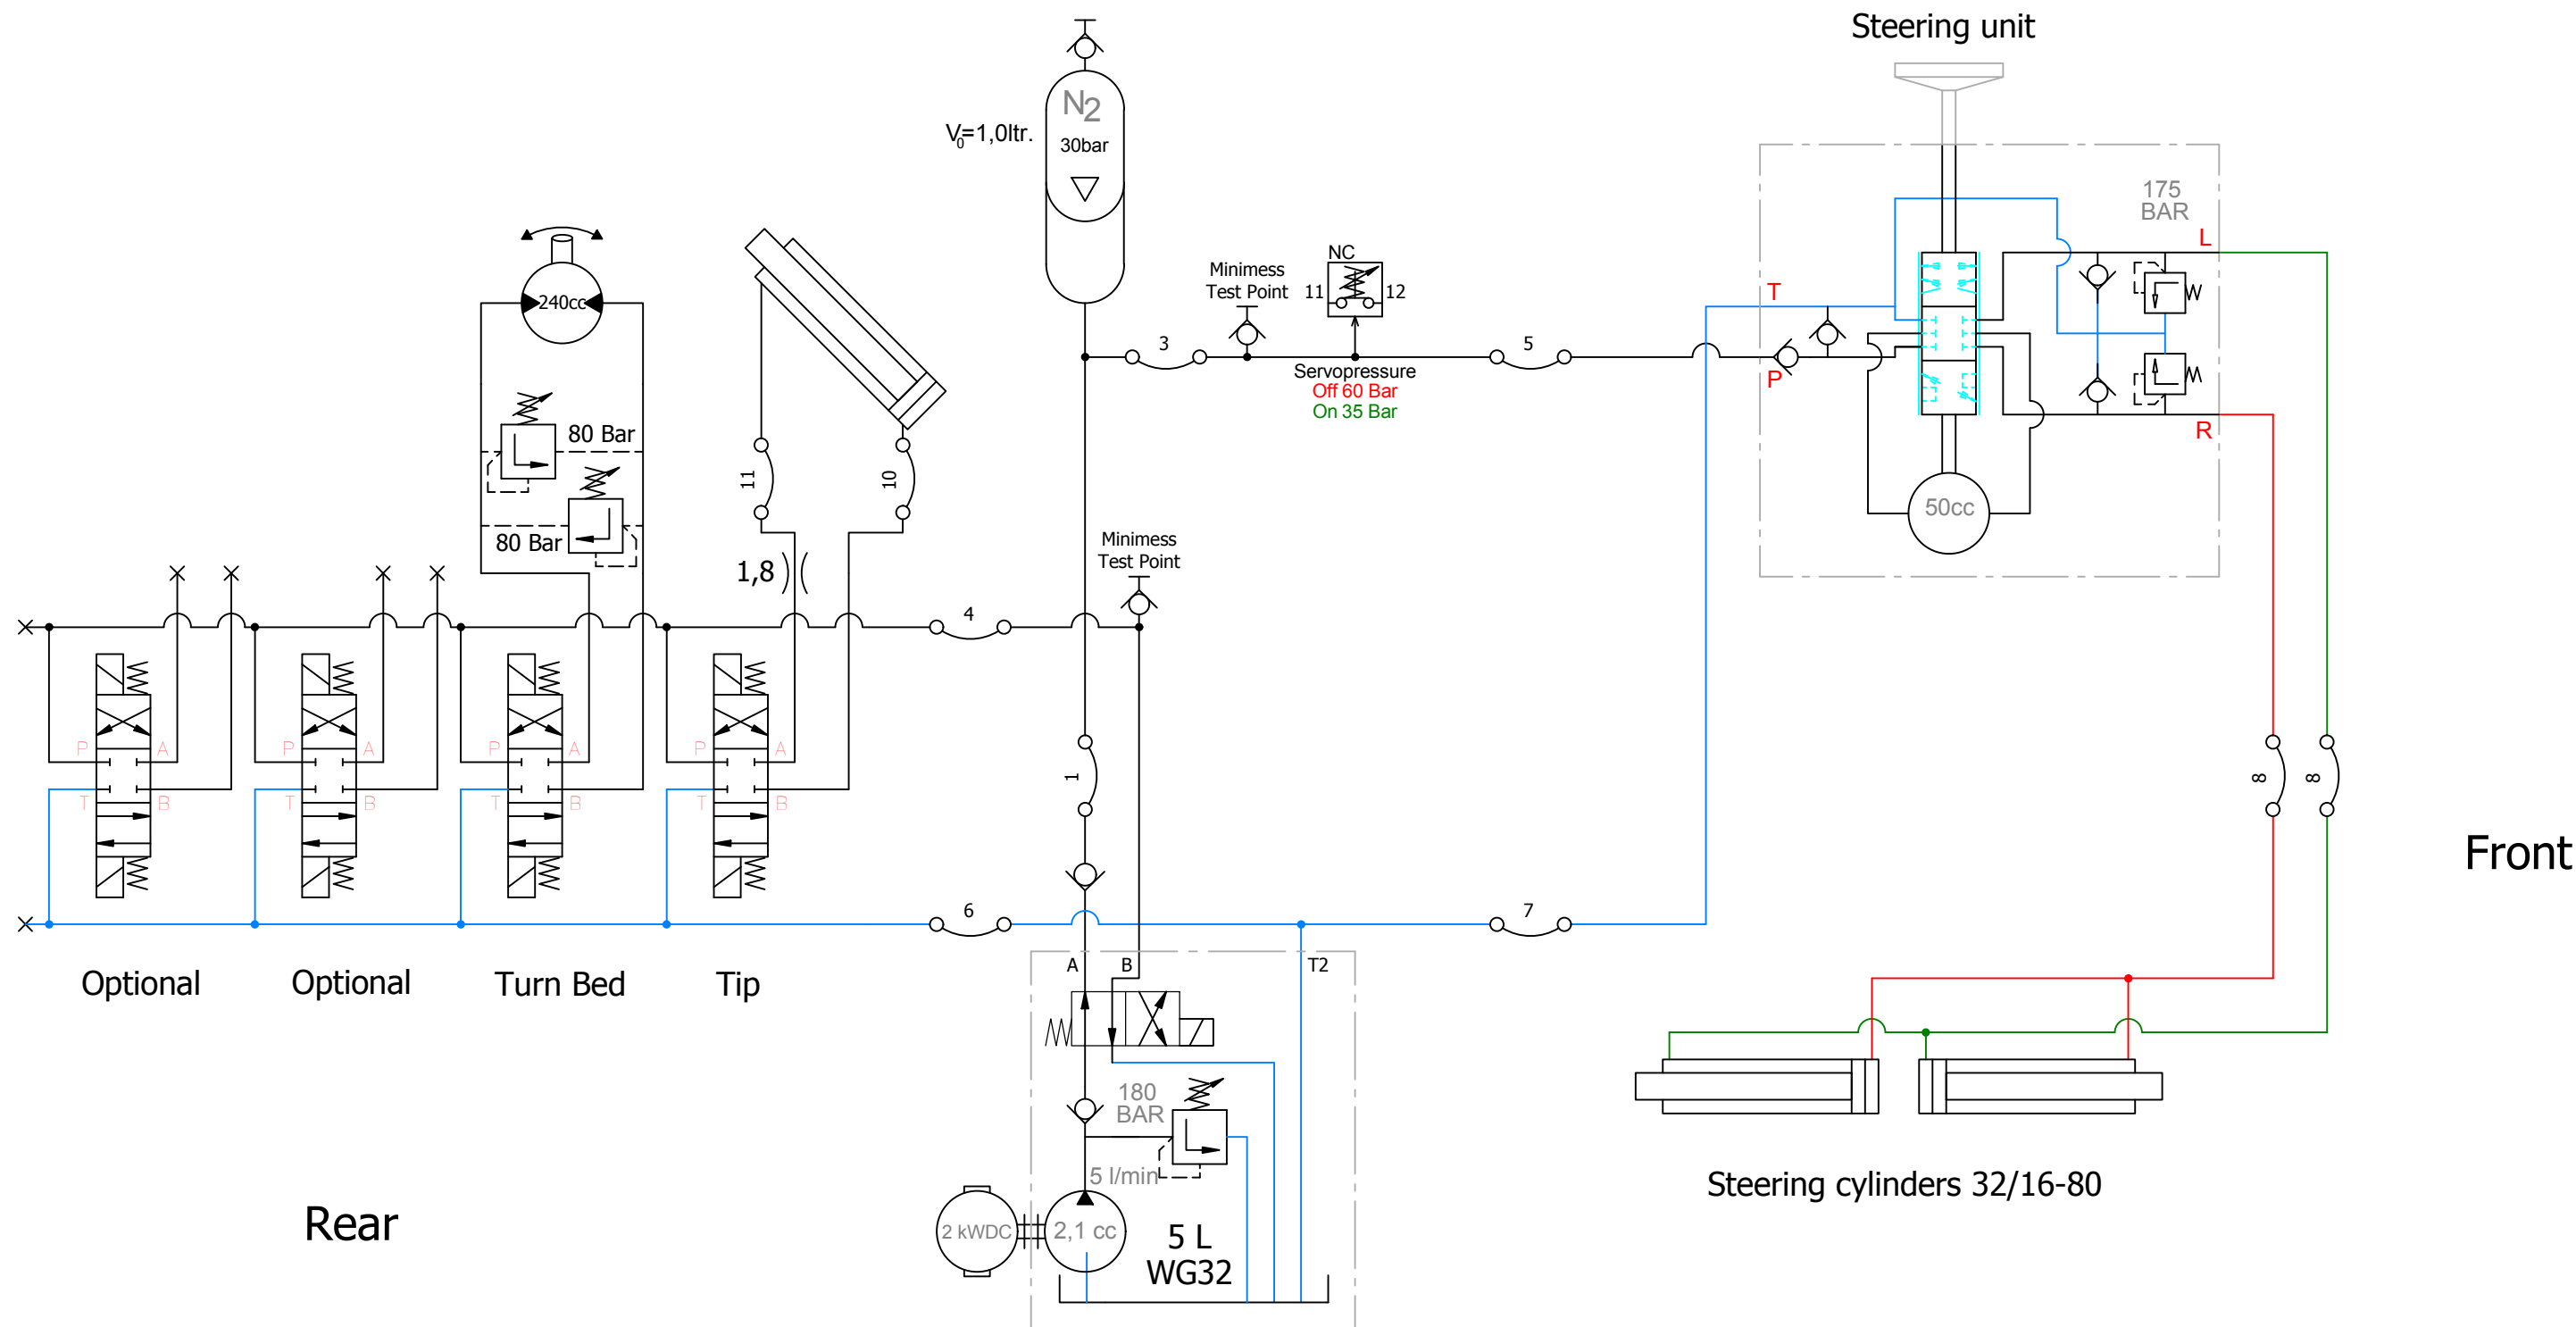 Steering unit
N2
V0=1,0ltr.
30bar
175
BAR
L
NC
Minimess
Test Point
11
12
T
240cc
3
5
Servopressure
Off 60 Bar
On 35 Bar
P
80 Bar
R
11
10
50cc
80 Bar
Minimess
Test Point
1,8
4
P
A
P
A
P
A
P
A
1
8
8
T
B
T
B
T
B
T
B
Front
6
7
A
B
T2
Optional
Optional
Turn Bed
Tip
180
BAR
5 l/min
Steering cylinders 32/16-80
Rear
2 kWDC
2,1 cc
5 L
WG32